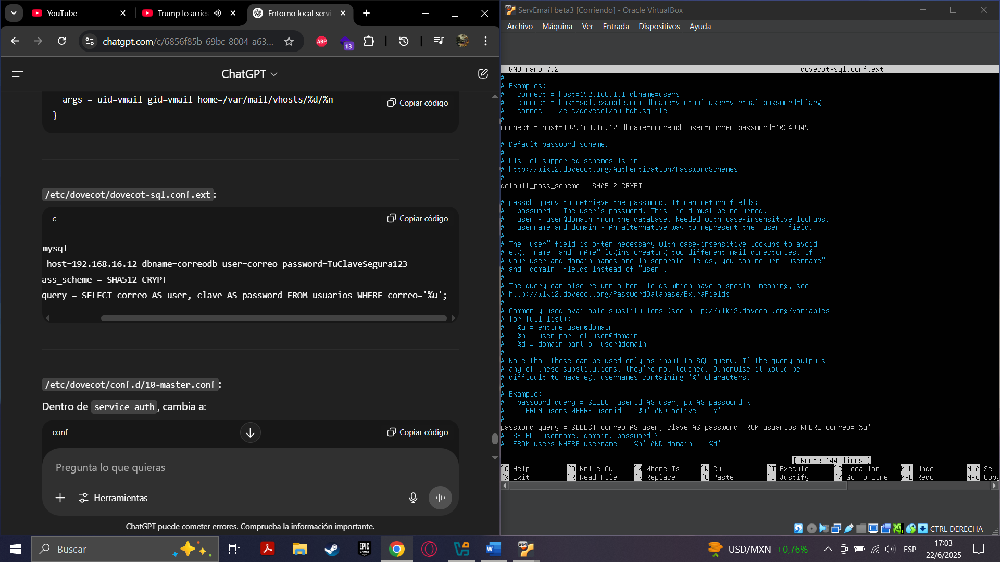 YouTube
Trump lo arries
Entorno local servi
chatgpt.com/c/6856f85b-69bc-8004-a63...
ABP
13
ChatGPT
args = uid=vmail gid=vmail home=/var/mail/vhosts/%d/%n
}
Copiar código
/etc/dovecot/dovecot-sql.conf.ext:
c
Copiar código
mysql
host=192.168.16.12 dbname=correodb user=correo password=TuClaveSegura123
ass_scheme = SHA512-CRYPT
query = SELECT correo AS user, clave AS password FROM usuarios WHERE correo='%u';
/etc/dovecot/conf.d/10-master.conf:
Dentro de service auth, cambia a:
conf
Copiar código
Pregunta lo que quieras
Herramientas
ChatGPT puede cometer errores. Comprueba la información importante.
ServEmail beta3 [Corriendo] - Oracle VirtualBox
Archivo Máquina Ver Entrada Dispositivos Ayuda
GNU nano 7.2 dovecot-sql.conf.ext
#
# Examples:
#   connect = host=192.168.1.1 dbname=users
#   connect = host=sql.example.com dbname=virtual user=virtual password=blarg
#   connect = /etc/dovecot/authdb.sqlite
#
connect = host=192.168.16.12 dbname=correodb user=correo password=10349849
# Default password scheme.
#
# List of supported schemes is in
# http://wiki2.dovecot.org/Authentication/PasswordSchemes
#
default_pass_scheme = SHA512-CRYPT
# passdb query to retrieve the password. It can return fields:
#   password - The user's password. This field must be returned.
#   user - user@domain from the database. Needed with case-insensitive lookups.
#   username and domain - An alternative way to represent the "user" field.
#
# The "user" field is often necessary with case-insensitive lookups to avoid
# e.g. "name" and "nAme" logins creating two different mail directories. If
# your user and domain names are in separate fields, you can return "username"
# and "domain" fields instead of "user".
#
# The query can also return other fields which have a special meaning, see
# http://wiki2.dovecot.org/PasswordDatabase/ExtraFields
#
# Commonly used available substitutions (see http://wiki2.dovecot.org/Variables
# for full list):
#   %u = entire user@domain
#   %n = user part of user@domain
#   %d = domain part of user@domain
#
# Note that these can be used only as input to SQL query. If the query outputs
# any of these substitutions, they're not touched. Otherwise it would be
# difficult to have eg. usernames containing '%' characters.
#
# Example:
#   password_query = SELECT userid AS user, pw AS password \
#     FROM users WHERE userid = '%u' AND active = 'Y'
#
password_query = SELECT correo AS user, clave AS password FROM usuarios WHERE correo='%u'
#  SELECT username, domain, password \
#  FROM users WHERE username = '%n' AND domain = '%d'
[ Wrote 144 lines ]
^G Help ^O Write Out ^W Where Is ^K Cut ^T Execute ^C Location M-U Undo M-A Set
^X Exit ^R Read File ^\ Replace ^U Paste ^J Justify ^/ Go To Line M-E Redo M-6 Copy
CTRL DERECHA
Buscar
EPIC GAMES
x64
USD/MXN +0,76%
ESP
17:03
22/6/2025